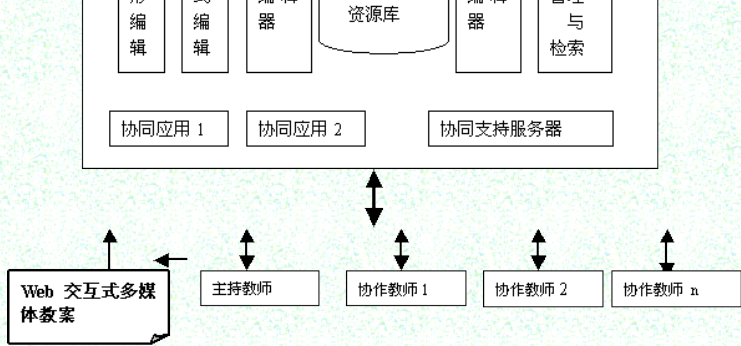 编
辑
编
辑
器
资源库
器
与
检索
协同应用 1
协同应用 2
协同支持服务器
Web 交互式多媒
体教案
主持教师
协作教师 1
协作教师 2
协作教师 n